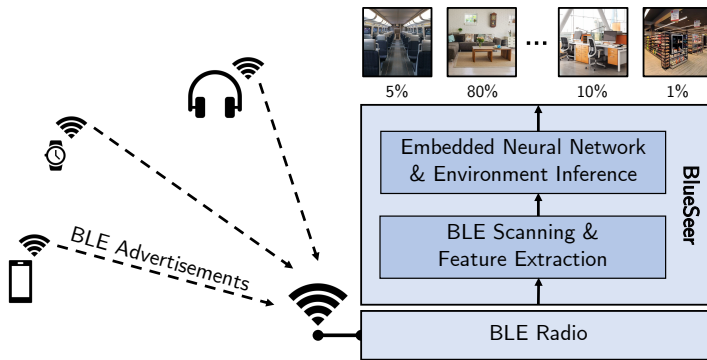 ...
5% 80% 10% 1%
Embedded Neural Network
& Environment Inference
BlueSeer
BLE Scanning &
Feature Extraction
BLE Advertisements
BLE Radio